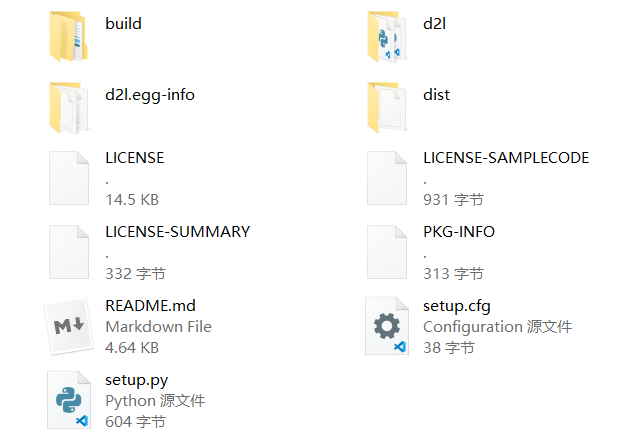 build
d2l
d2l.egg-info
dist
LICENSE
.
14.5 KB
LICENSE-SAMPLECODE
.
931 字节
LICENSE-SUMMARY
.
332 字节
PKG-INFO
.
313 字节
M
README.md
Markdown File
4.64 KB
setup.cfg
Configuration 源文件
38 字节
setup.py
Python 源文件
604 字节